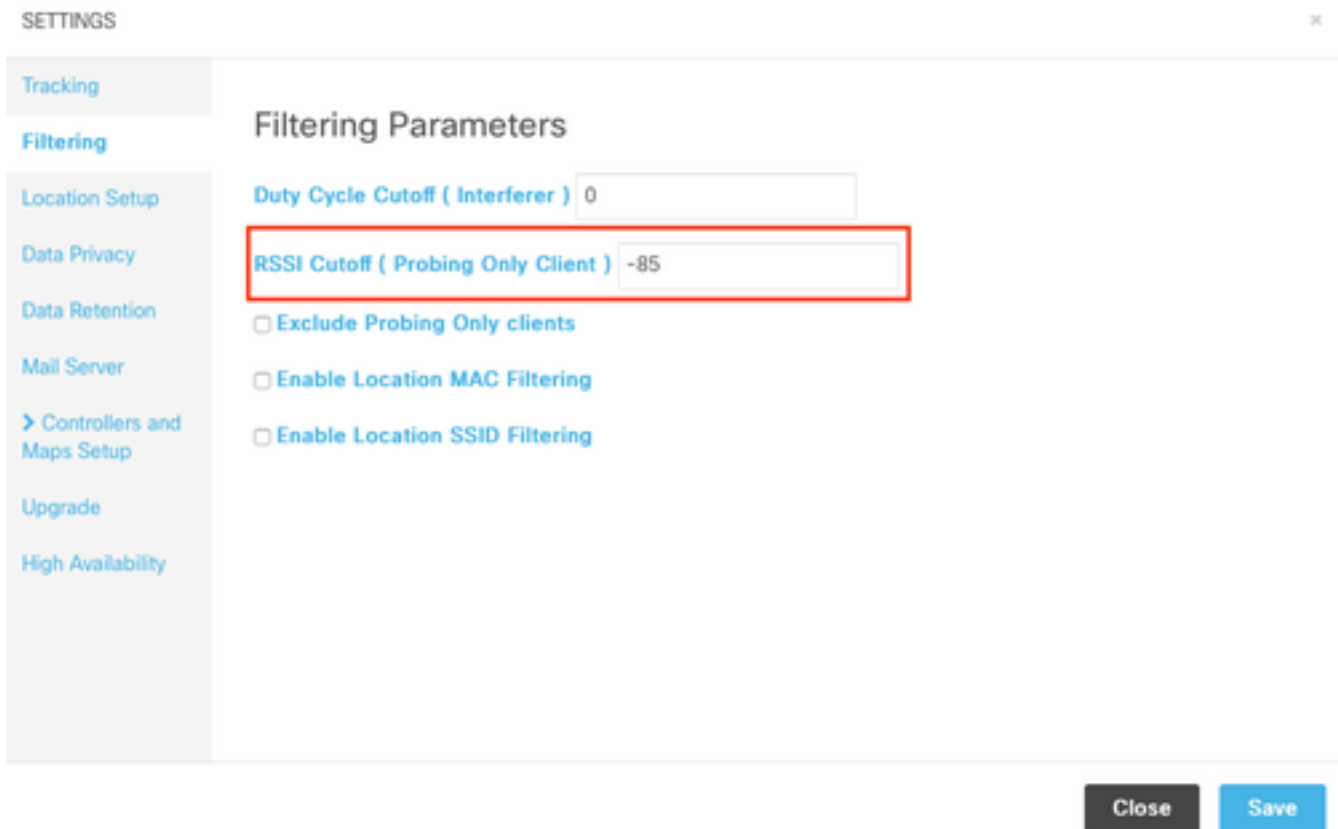 SETTINGS
×
Tracking
Filtering
Location Setup
Data Privacy
Data Retention
Mail Server
> Controllers and
Maps Setup
Upgrade
High Availability
Filtering Parameters
Duty Cycle Cutoff ( Interferer ) 0
RSSI Cutoff ( Probing Only Client ) -85
Exclude Probing Only clients
Enable Location MAC Filtering
Enable Location SSID Filtering
Close
Save